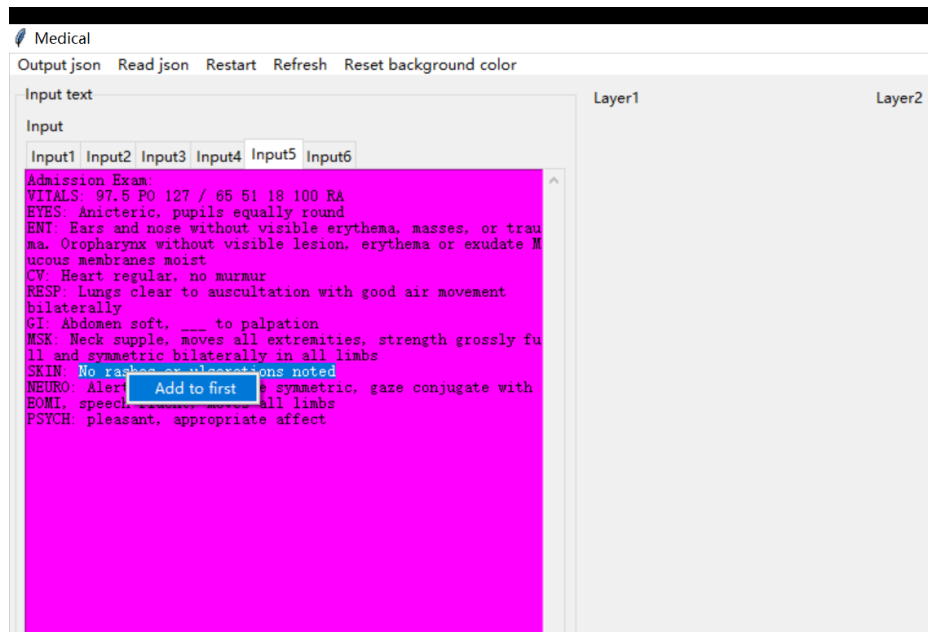 Medical
Output json Read json Restart Refresh Reset background color
Input text
Layer1 Layer2
Input
Input1 Input2 Input3 Input4 Input5 Input6
Admission Exam:
VITALS: 97.5 PO 127 / 65 51 18 100 RA
EYES: Anicteric, pupils equally round
ENT: Ears and nose without visible erythema, masses, or trau
ma. Oropharynx without visible lesion, erythema or exudate M
ucous membranes moist
CV: Heart regular, no murmur
RESP: Lungs clear to auscultation with good air movement
bilaterally
GI: Abdomen soft, ___ to palpation
MSK: Neck supple, moves all extremities, strength grossly fu
ll and symmetric bilaterally in all limbs
SKIN: No rashes or ulcerations noted
NEURO: Alert symmetric, gaze conjugate with
Add to first
EOMI, speech fluent, moves all limbs
PSYCH: pleasant, appropriate affect